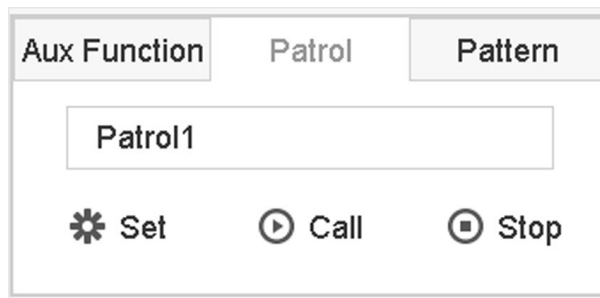 Aux Function Patrol Pattern
Patrol1
Set Call Stop